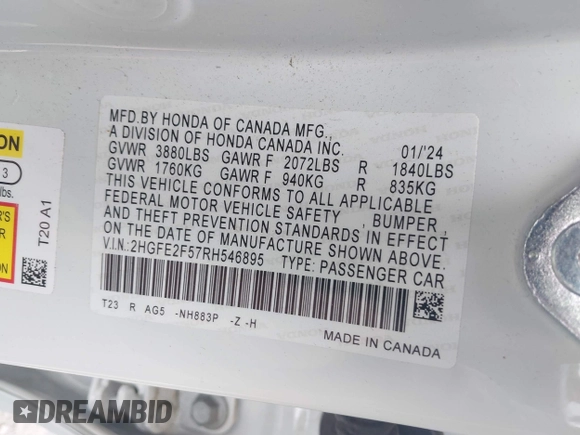 MFD.BY HONDA OF CANADA MFG.,
A DIVISION OF HONDA CANADA INC. 01/'24
GVWR 3880LBS GAWR F 2072LBS R 1840LBS
GVWR 1760KG GAWR F 940KG R 835KG
THIS VEHICLE CONFORMS TO ALL APPLICABLE
FEDERAL MOTOR VEHICLE SAFETY , BUMPER ,
AND THEFT PREVENTION STANDARDS IN EFFECT
ON THE DATE OF MANUFACTURE SHOWN ABOVE.
V.I.N: 2HGFE2F57RH546895 TYPE: PASSENGER CAR
T23 R AG5 -NH883P -Z -H
MADE IN CANADA
ON
3
lbs.
R'S
T20 A1
DREAMBID